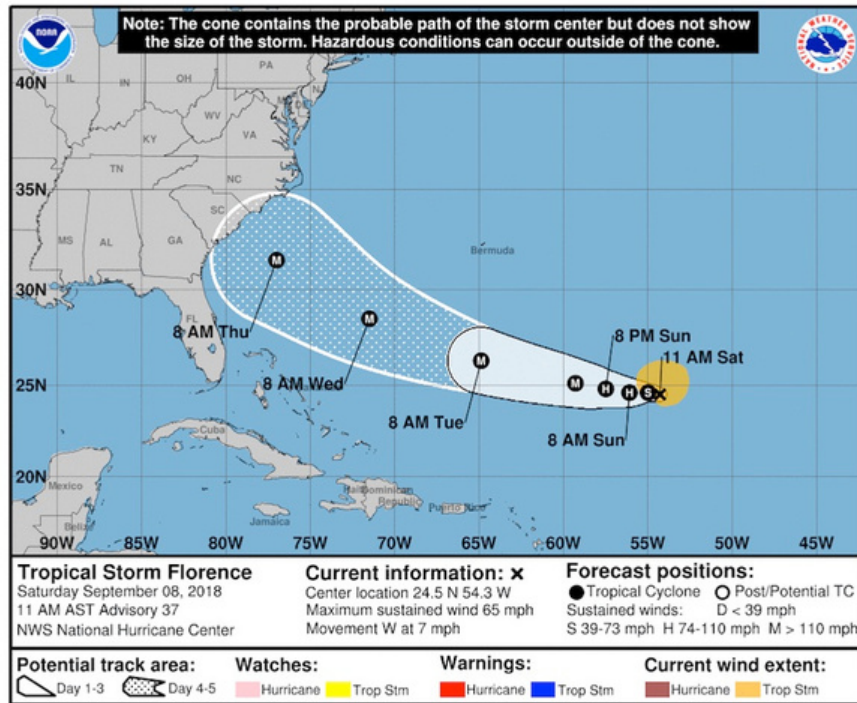 Note: The cone contains the probable path of the storm center but does not show
the size of the storm. Hazardous conditions can occur outside of the cone.
NOAA
NATIONAL WEATHER SERVICE
40N
35N
30N
25N
20N
IL
IN
OH
PA
WV
VA
KY
TN
NC
SC
MS
AL
GA
FL
Bermuda
M
8 AM Thu
M
8 AM Wed
M
8 AM Tue
M
H
8 PM Sun
H
8 AM Sun
S
11 AM Sat
Cuba
Mexico
Belize
Jamaica
Haiti
Dominican
Republic
Puerto Rico
90W 85W 80W 75W 70W 65W 60W 55W 50W 45W
Tropical Storm Florence
Saturday September 08, 2018
11 AM AST Advisory 37
NWS National Hurricane Center
Current information: ×
Center location 24.5 N 54.3 W
Maximum sustained wind 65 mph
Movement W at 7 mph
Forecast positions:
Tropical Cyclone Post/Potential TC
Sustained winds: D < 39 mph
S 39-73 mph H 74-110 mph M > 110 mph
Potential track area:
Day 1-3 Day 4-5
Watches:
Hurricane Trop Stm
Warnings:
Hurricane Trop Stm
Current wind extent:
Hurricane Trop Stm